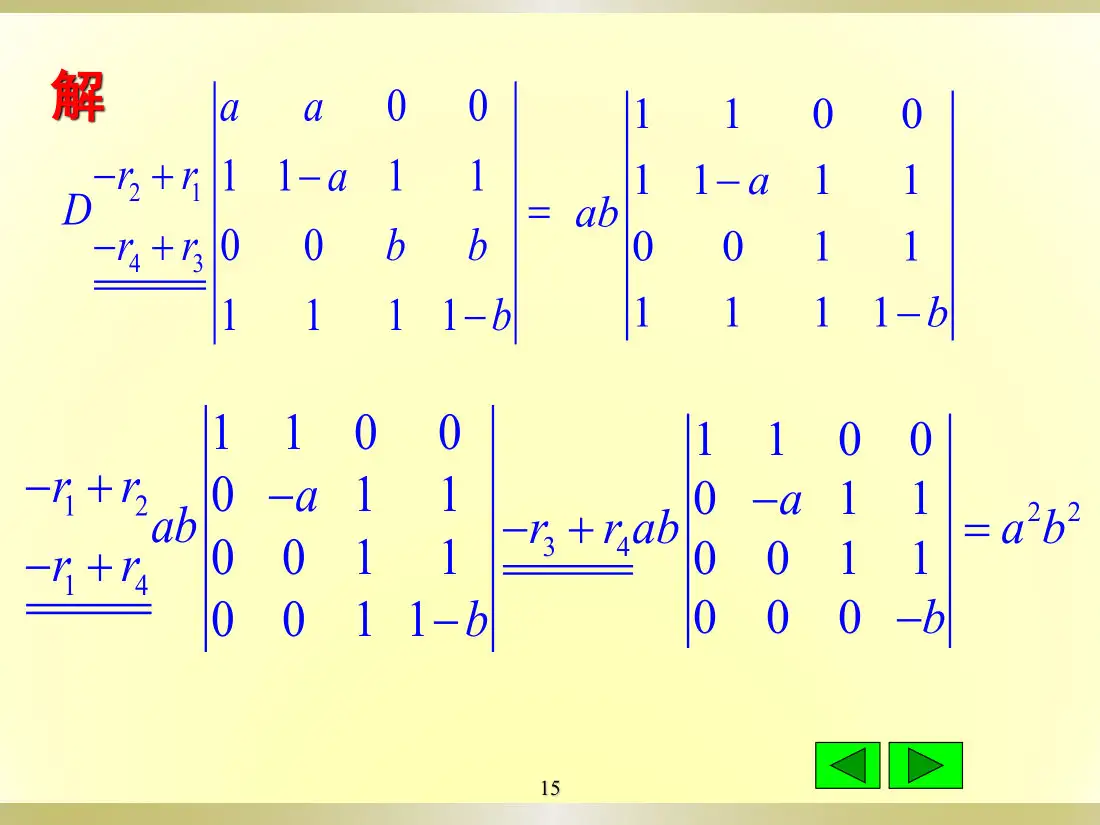 解
D −r₂ + r₁ −r₄ + r₃ | a a 0 0 | = ab | 1 1 0 0 |
| 1 1−a 1 1 | | 1 1−a 1 1 |
| 0 0 b b | | 0 0 1 1 |
| 1 1 1 1−b | | 1 1 1 1−b |
−r₁ + r₂ −r₁ + r₄ ab | 1 1 0 0 | −r₃ + r₄ ab | 1 1 0 0 | = a²b²
| 0 −a 1 1 | | 0 −a 1 1 |
| 0 0 1 1 | | 0 0 1 1 |
| 0 0 1 1−b | | 0 0 0 −b |
15